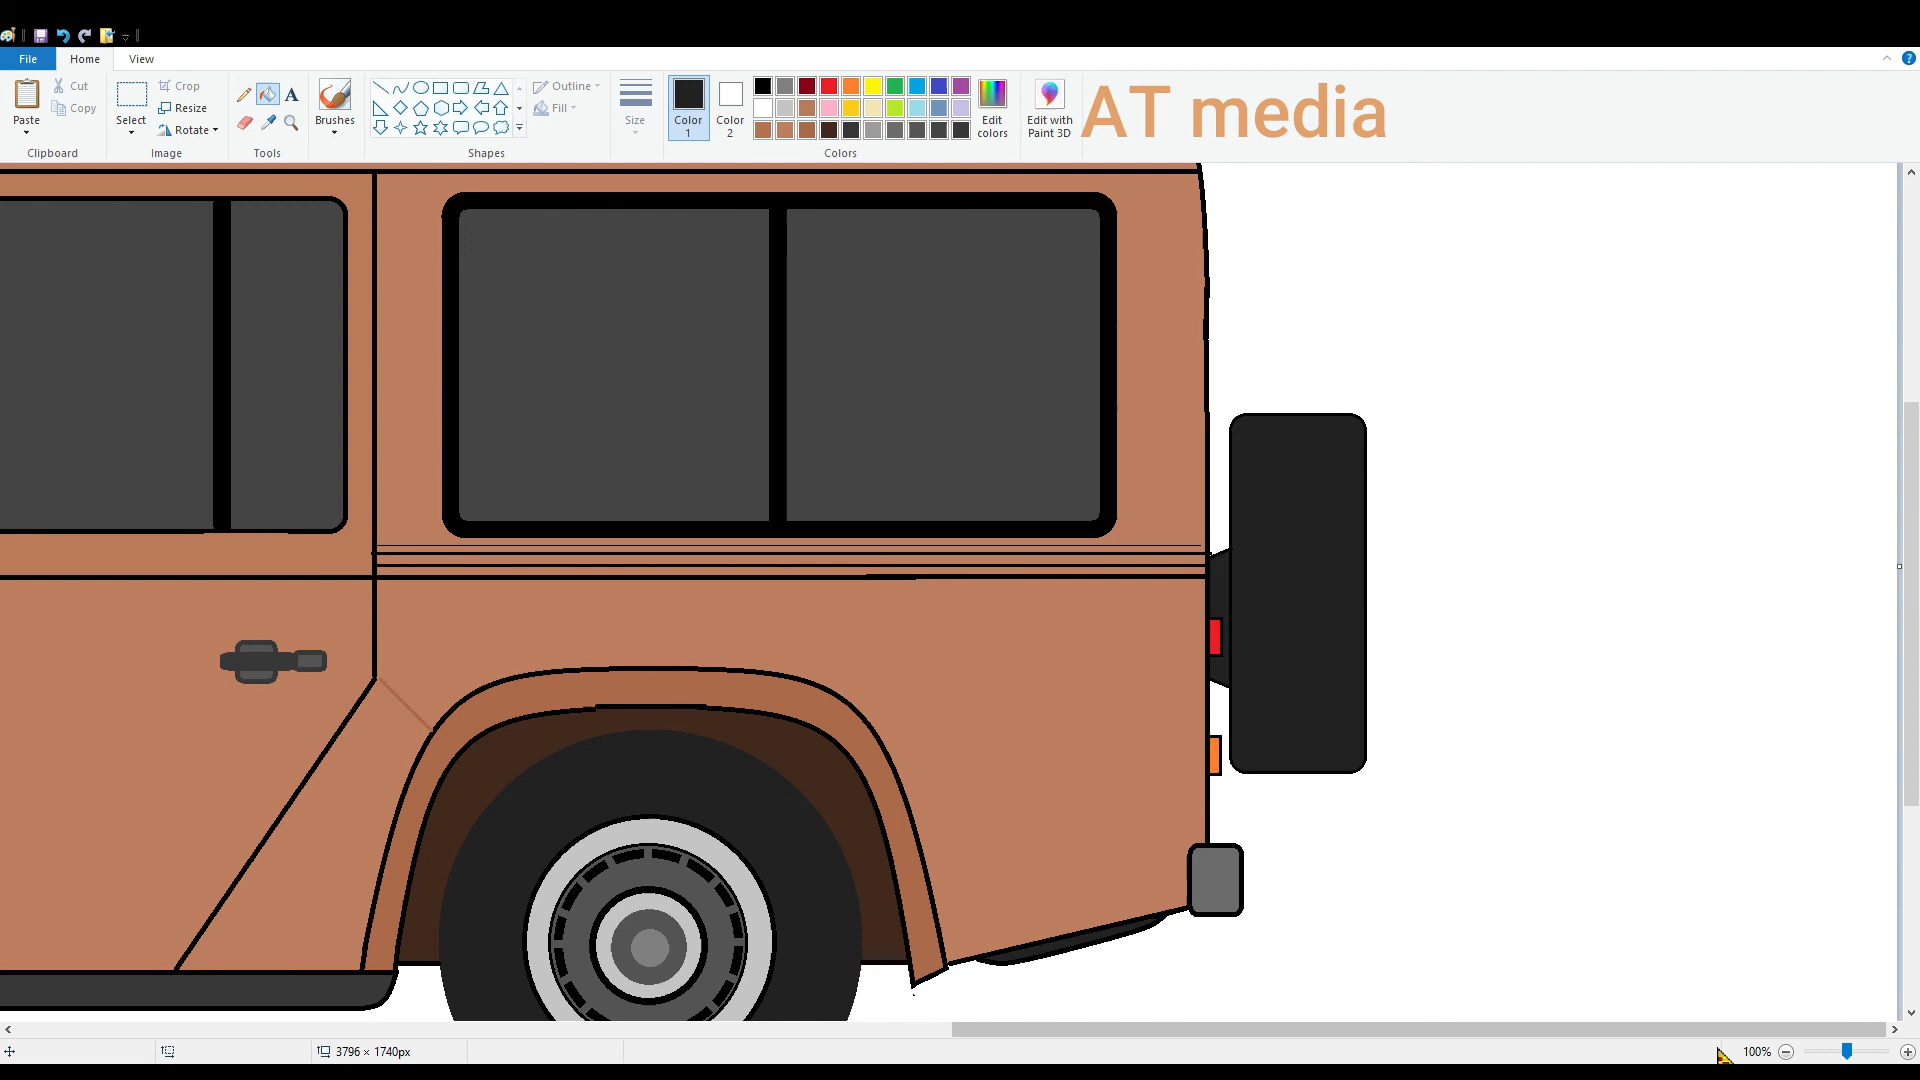 File Home View
Paste
Cut
Copy
Clipboard
Select
Crop
Resize
Rotate
Image
Tools
Brushes
Shapes
Outline
Fill
Size
Color 1
Color 2
Colors
Edit colors
Edit with Paint 3D
AT media
3796 × 1740px
100%